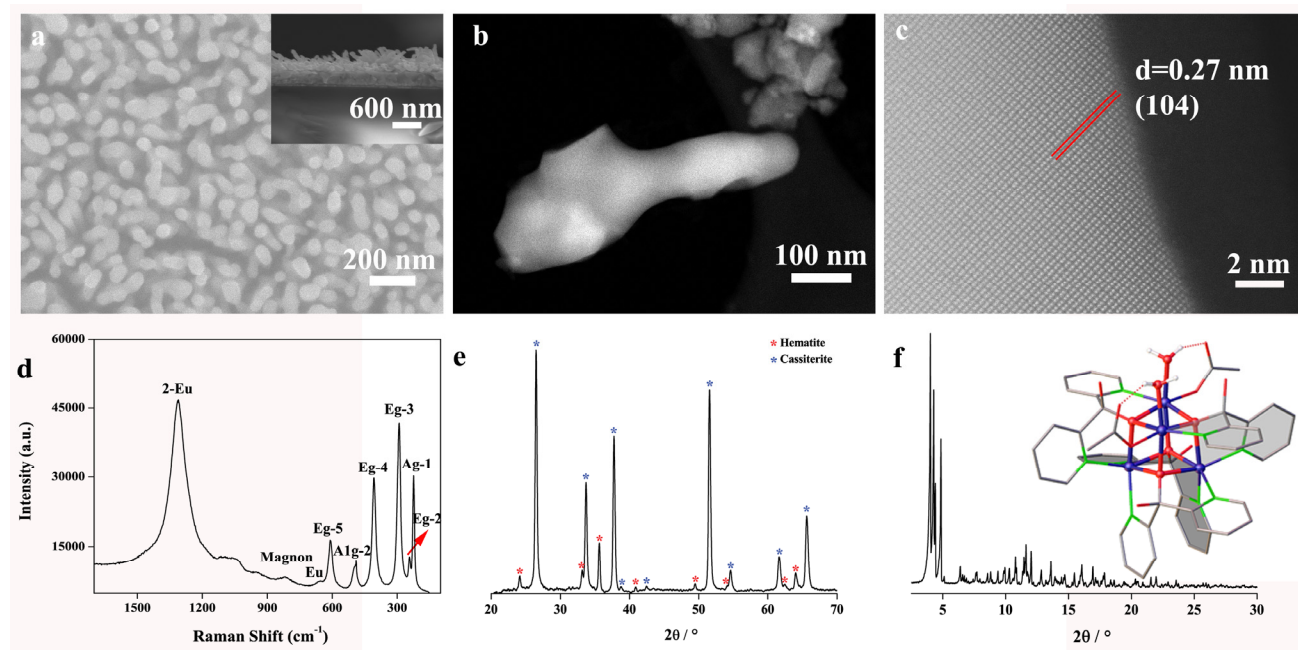 a
600 nm
200 nm
b
100 nm
c
d=0.27 nm
(104)
2 nm
d
60000
45000
30000
15000
Intensity (a.u.)
2-Eu
Magnon
Eu
Eg-5
A1g-2
Eg-4
Eg-3
Ag-1
Eg-2
1500 1200 900 600 300
Raman Shift (cm⁻¹)
e
* Hematite
* Cassiterite
20 30 40 50 60 70
2θ / °
f
5 10 15 20 25 30
2θ / °